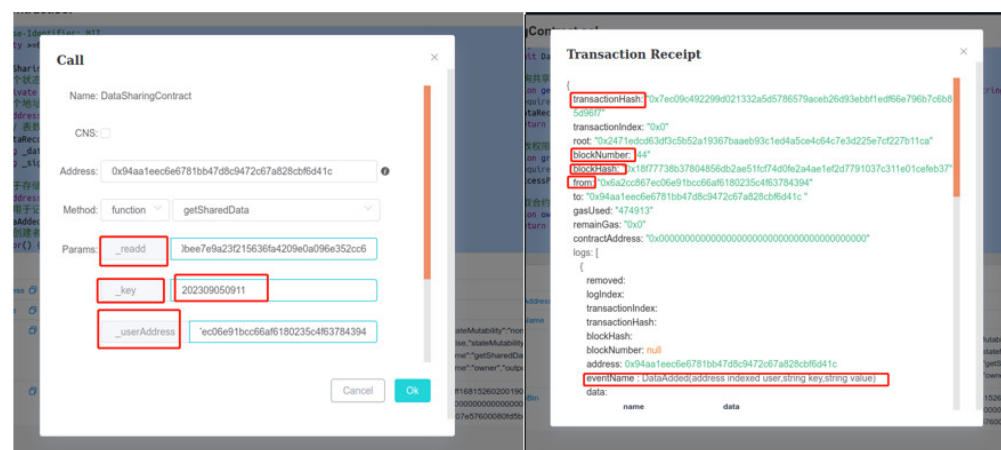 Call
Name: DataSharingContract
CNS:
Address: 0x94aa1eec6e6781bb47d8c9472c67a828cbf6d41c
Method: function getSharedData
Params: _readd 0bee7e9a23f215636fa4209e0a096e352cc6
_key 202309050911
_userAddress 7ec06e91bcc66af6180235c4f63784394
Cancel Ok
Transaction Receipt
{
transactionHash: "0x7ec09c492299d021332a5d5786579aceb26d93ebbf1edf66e796b7c6b8
5d96f7"
transactionIndex: "0x0"
root: "0x2471edcd63df3c5b52a19367baaeb93c1ed4a5ce4c64c7e3d225e7cf227b11ca"
blockNumber: "44"
blockHash: "0x18f77738b37804856db2ae51fcf74d0fe2a4ae1ef2d7791037c311e01cefeb37"
from: "0x6a2cc867ec06e91bcc66af6180235c4f63784394"
to: "0x94aa1eec6e6781bb47d8c9472c67a828cbf6d41c "
gasUsed: "474913"
remainGas: "0x0"
contractAddress: "0x0000000000000000000000000000000000000000"
logs: [
{
removed:
logIndex:
transactionIndex:
transactionHash:
blockHash:
blockNumber: null
address: 0x94aa1eec6e6781bb47d8c9472c67a828cbf6d41c
eventName : DataAdded(address indexed user,string key,string value)
data:
name data